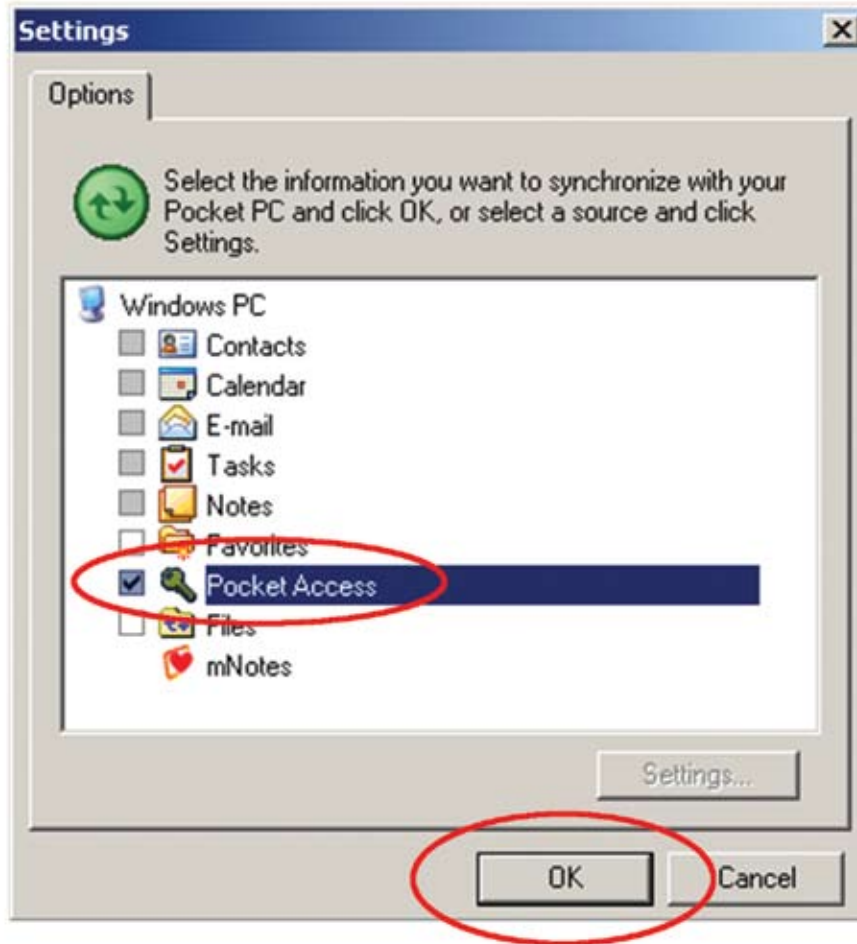 Settings
Options
Select the information you want to synchronize with your
Pocket PC and click OK, or select a source and click
Settings.
Windows PC
Contacts
Calendar
E-mail
Tasks
Notes
Favorites
Pocket Access
Files
mNotes
Settings...
OK
Cancel